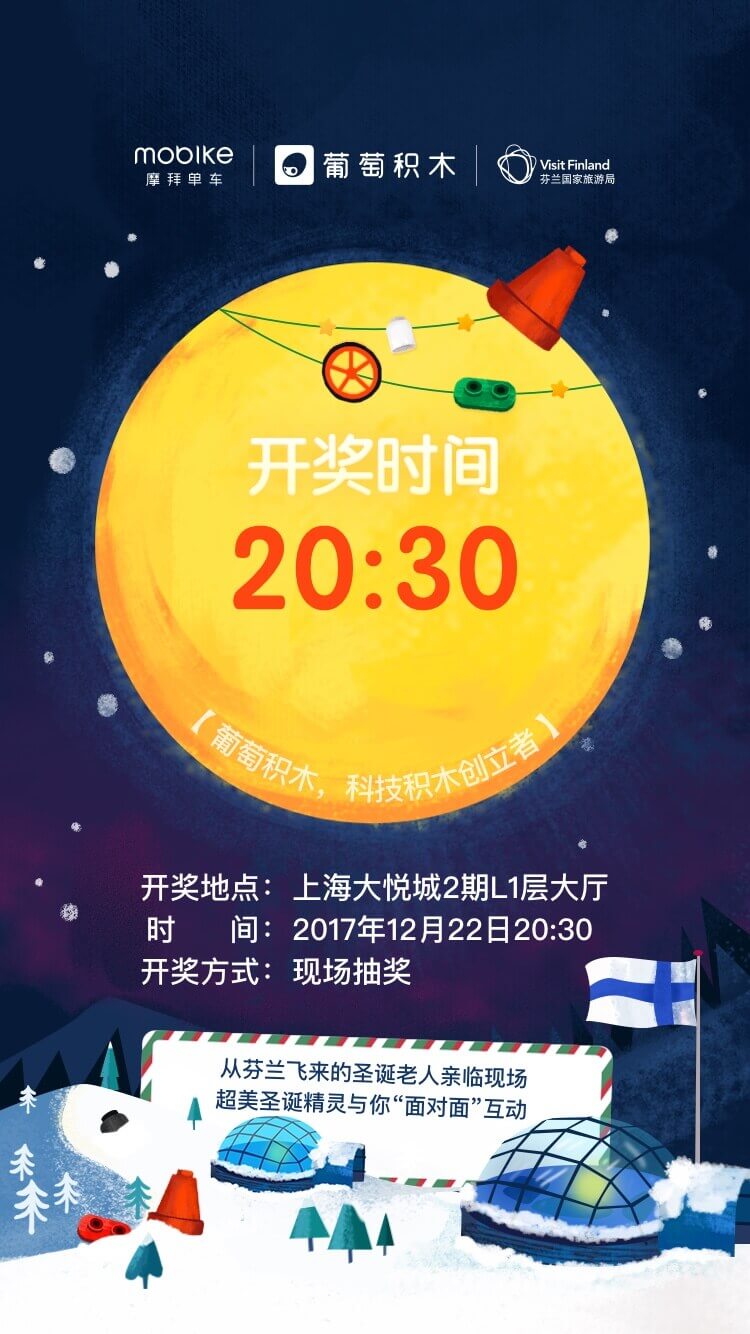 mobike
摩拜单车
葡萄积木
Visit Finland
芬兰国家旅游局
开奖时间
20:30
【葡萄积木，科技积木创立者】
开奖地点：上海大悦城2期L1层大厅
时 间：2017年12月22日20:30
开奖方式：现场抽奖
从芬兰飞来的圣诞老人亲临现场
超美圣诞精灵与你“面对面”互动